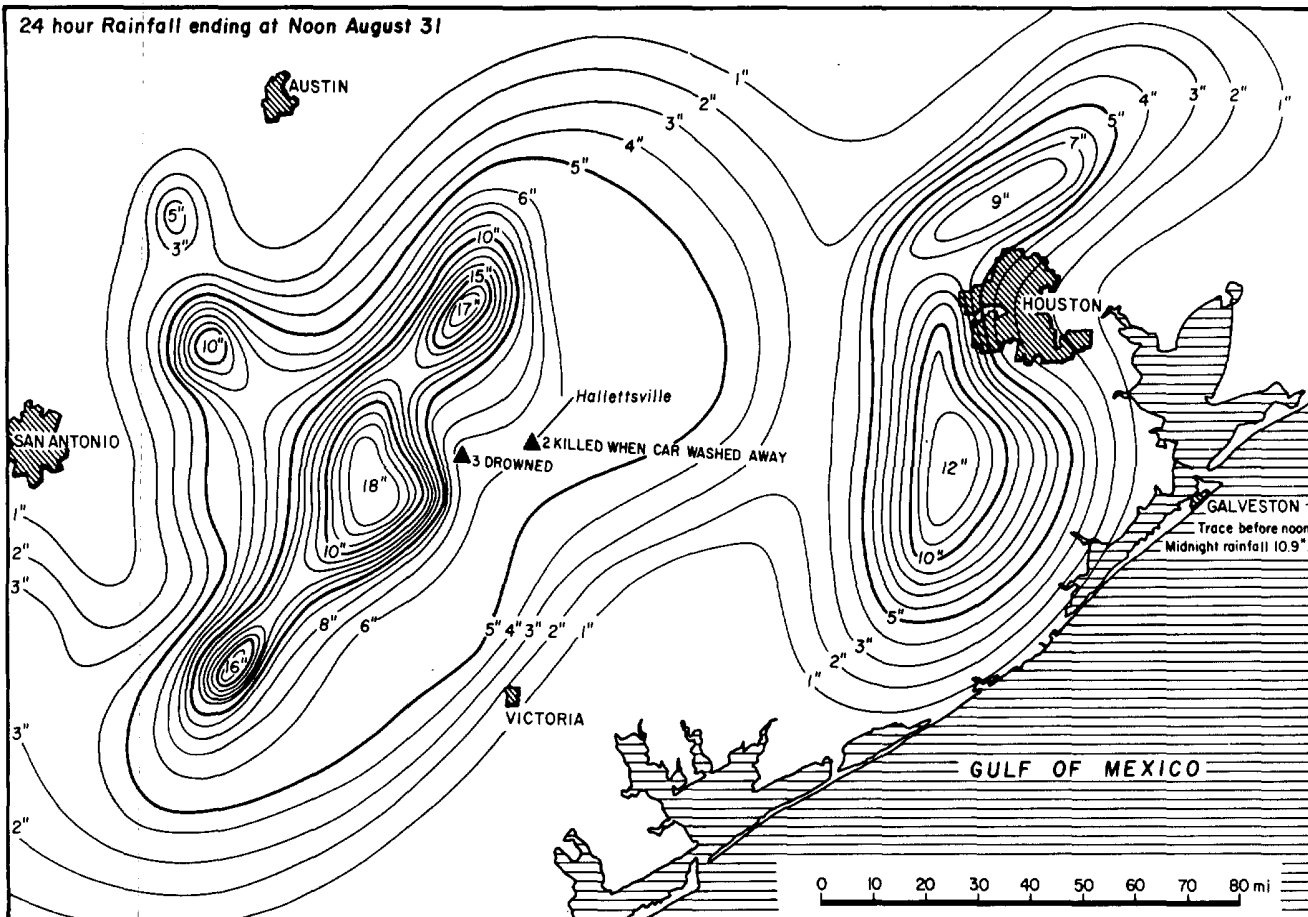 24 hour Rainfall ending at Noon August 31
AUSTIN
1"
2"
3"
4"
5"
6"
4"
3"
2"
1"
5"
7"
9"
5"
3"
10"
15"
17"
10"
HOUSTON
Hallettsville
SAN ANTONIO
2 KILLED WHEN CAR WASHED AWAY
3 DROWNED
18"
12"
1"
2"
3"
10"
10"
GALVESTON
Trace before noon
Midnight rainfall 10.9"
8"
6"
5" 4" 3" 2" 1"
5"
3"
2"
1"
16"
VICTORIA
3"
2"
GULF OF MEXICO
0 10 20 30 40 50 60 70 80 mi